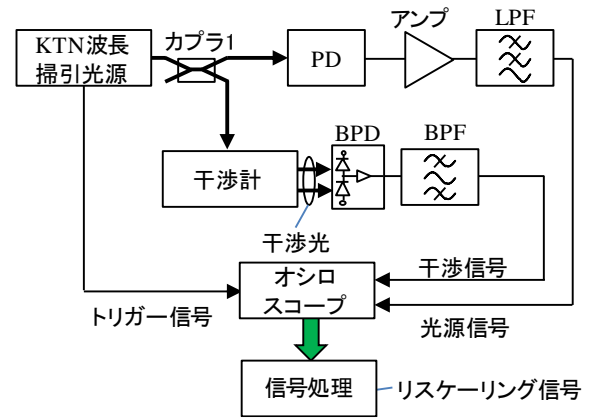 KTN波長
掃引光源
カプラ1
PD
アンプ
LPF
干渉計
BPD
BPF
干渉光
オシロ
スコープ
トリガー信号
干渉信号
光源信号
信号処理
リスケーリング信号